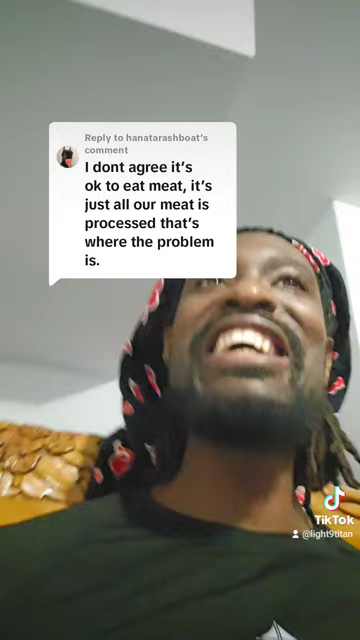 Reply to hanatarashboat's
comment
I dont agree it's
ok to eat meat, it's
just all our meat is
processed that's
where the problem
is.
TikTok
@light9titan